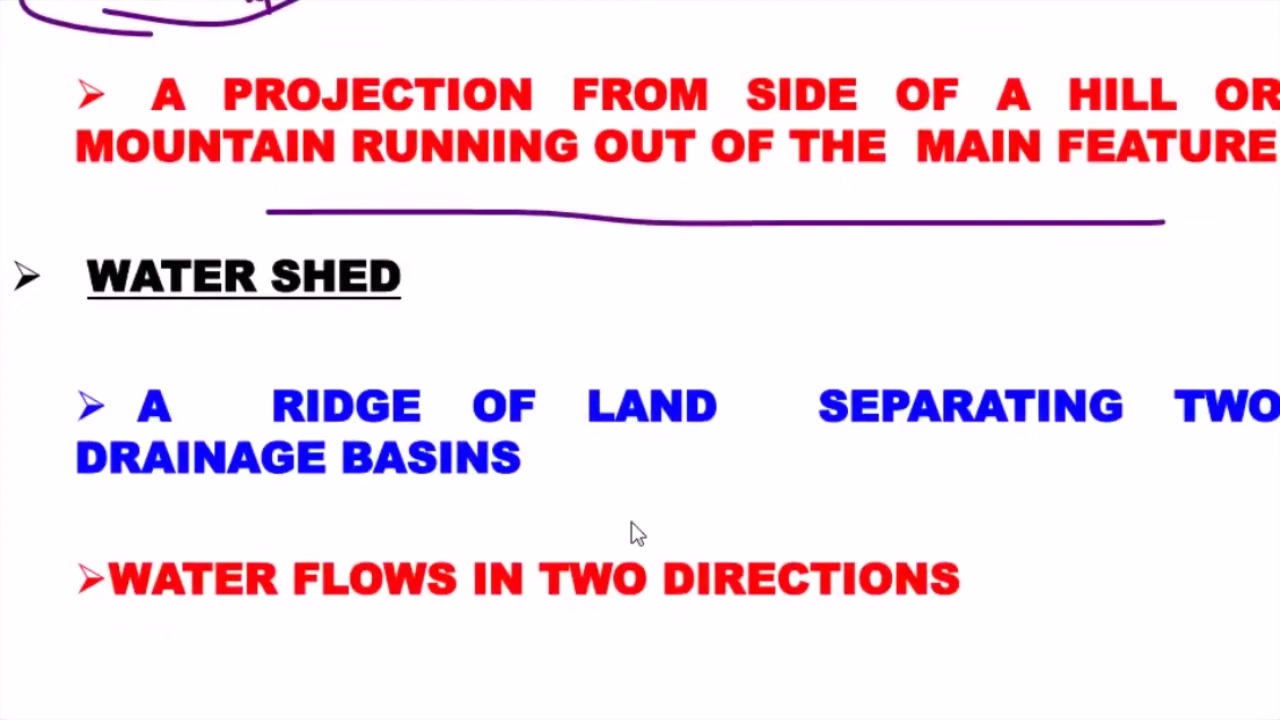 ➢ A PROJECTION FROM SIDE OF A HILL OR
MOUNTAIN RUNNING OUT OF THE MAIN FEATURE
➢ WATER SHED
➢ A RIDGE OF LAND SEPARATING TWO
DRAINAGE BASINS
➢WATER FLOWS IN TWO DIRECTIONS